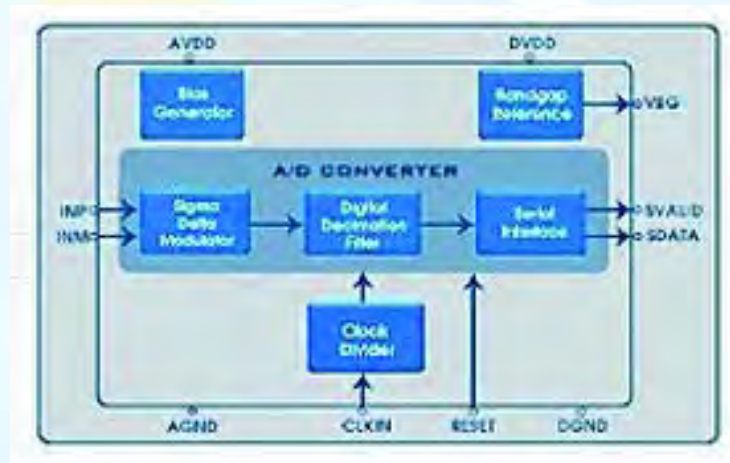 AVDD
DVDD
Bias
Generator
Bandgap
Reference
VBG
A/D CONVERTER
INP
INM
Sigma
Delta
Modulator
Digital
Decimation
Filter
Serial
Interface
SVALID
SDATA
Clock
Divider
AGND
CLKIN
RESET
DGND